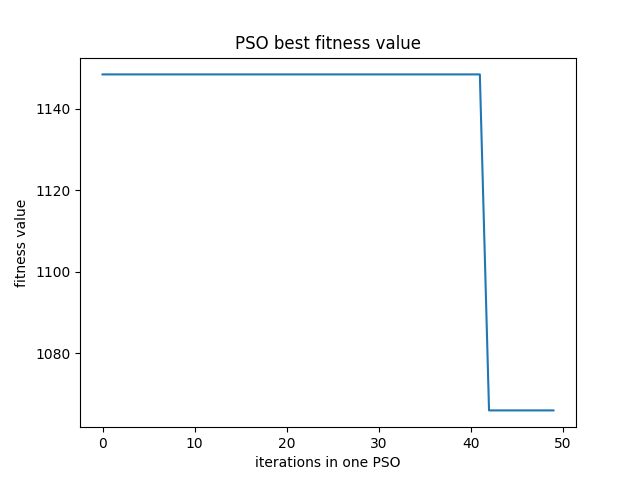 PSO best fitness value
fitness value
1140
1120
1100
1080
0 10 20 30 40 50
iterations in one PSO